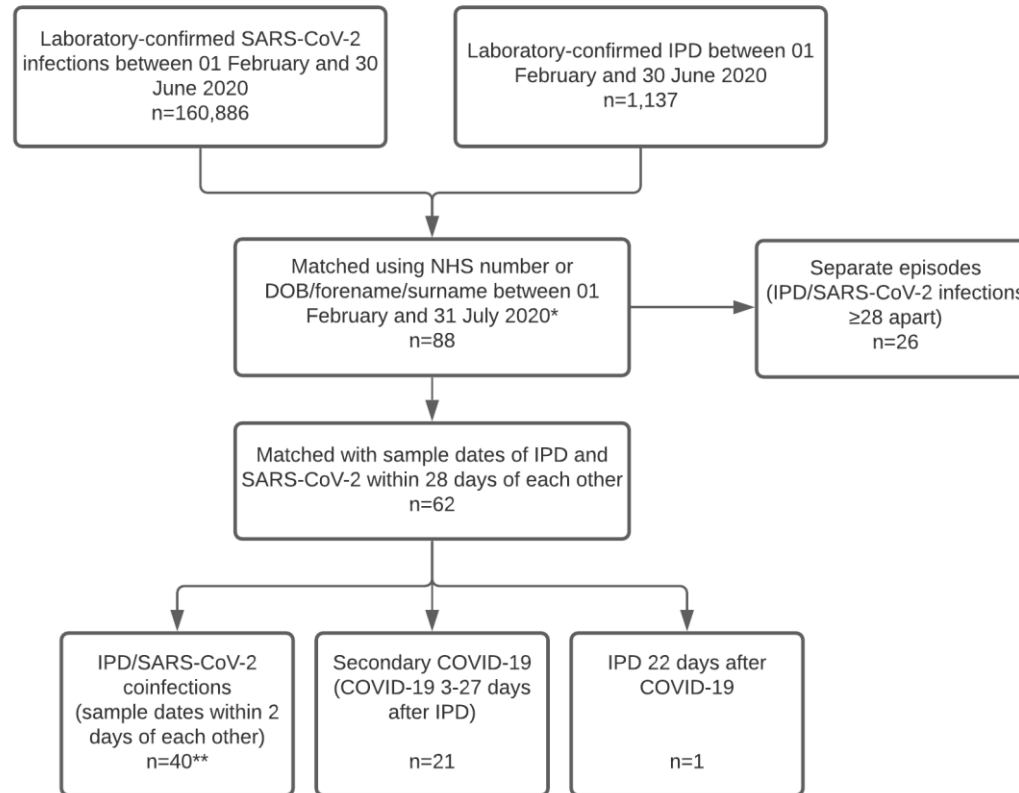 Laboratory-confirmed SARS-CoV-2
infections between 01 February and 30
June 2020
n=160,886
Laboratory-confirmed IPD between 01
February and 30 June 2020
n=1,137
Matched using NHS number or
DOB/forename/surname between 01
February and 31 July 2020*
n=88
Separate episodes
(IPD/SARS-CoV-2 infections
≥28 apart)
n=26
Matched with sample dates of IPD and
SARS-CoV-2 within 28 days of each other
n=62
IPD/SARS-CoV-2
coinfections
(sample dates within 2
days of each other)
n=40**
Secondary COVID-19
(COVID-19 3-27 days
after IPD)
n=21
IPD 22 days after
COVID-19
n=1